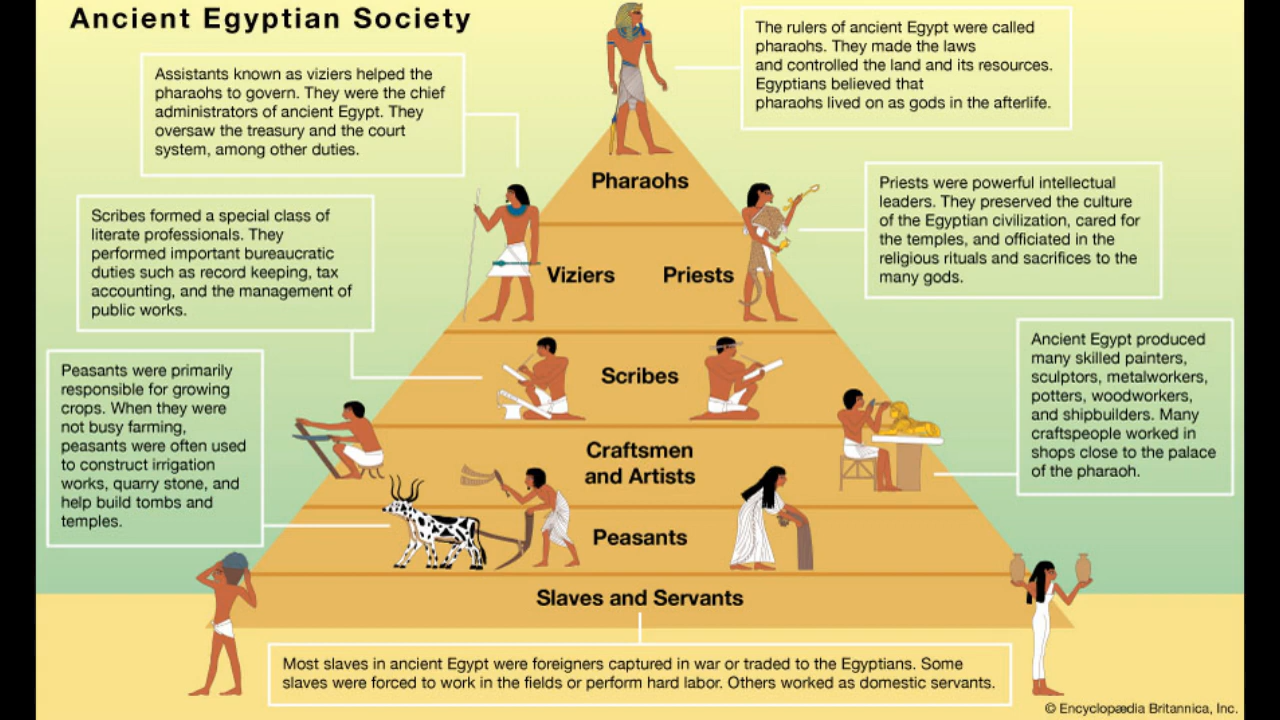 Ancient Egyptian Society
The rulers of ancient Egypt were called
pharaohs. They made the laws
and controlled the land and its resources.
Egyptians believed that
pharaohs lived on as gods in the afterlife.
Assistants known as viziers helped the
pharaohs to govern. They were the chief
administrators of ancient Egypt. They
oversaw the treasury and the court
system, among other duties.
Pharaohs
Priests were powerful intellectual
leaders. They preserved the culture
of the Egyptian civilization, cared for
the temples, and officiated in the
religious rituals and sacrifices to the
many gods.
Scribes formed a special class of
literate professionals. They
performed important bureaucratic
duties such as record keeping, tax
accounting, and the management of
public works.
Viziers
Priests
Ancient Egypt produced
many skilled painters,
sculptors, metalworkers,
potters, woodworkers,
and shipbuilders. Many
craftspeople worked in
shops close to the palace
of the pharaoh.
Peasants were primarily
responsible for growing
crops. When they were
not busy farming,
peasants were often used
to construct irrigation
works, quarry stone, and
help build tombs and
temples.
Scribes
Craftsmen
and Artists
Peasants
Slaves and Servants
Most slaves in ancient Egypt were foreigners captured in war or traded to the Egyptians. Some
slaves were forced to work in the fields or perform hard labor. Others worked as domestic servants.
© Encyclopædia Britannica, Inc.